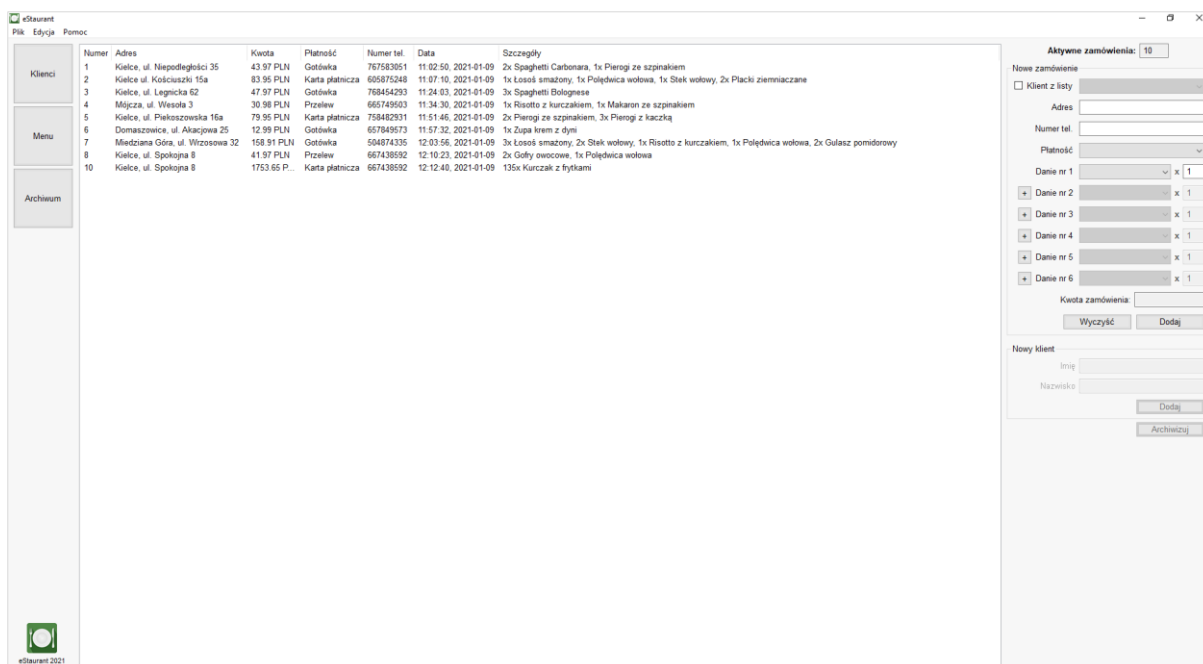 eStaurant
Plik Edycja Pomoc
Klienci
Menu
Archiwum
Numer Adres Kwota Płatność Numer tel. Data Szczegóły
1 Kielce, ul. Niepodległości 35 43.97 PLN Gotówka 767583051 11:02:50, 2021-01-09 2x Spaghetti Carbonara, 1x Pierogi ze szpinakiem
2 Kielce ul. Kościuszki 15a 83.95 PLN Karta płatnicza 605875248 11:07:10, 2021-01-09 1x Łosoś smażony, 1x Polędwica wołowa, 1x Stek wołowy, 2x Placki ziemniaczane
3 Kielce, ul. Legnicka 62 47.97 PLN Gotówka 768454293 11:24:03, 2021-01-09 3x Spaghetti Bolognese
4 Mójcza, ul. Wesoła 3 30.98 PLN Przelew 665749503 11:34:30, 2021-01-09 1x Risotto z kurczakiem, 1x Makaron ze szpinakiem
5 Kielce, ul. Piekoszowska 16a 79.95 PLN Karta płatnicza 758482931 11:51:46, 2021-01-09 2x Pierogi ze szpinakiem, 3x Pierogi z kaczką
6 Domaszowice, ul. Akacjowa 25 12.99 PLN Gotówka 657849573 11:57:32, 2021-01-09 1x Zupa krem z dyni
7 Miedziana Góra, ul. Wrzosowa 32 158.91 PLN Gotówka 504874335 12:03:56, 2021-01-09 3x Łosoś smażony, 2x Stek wołowy, 1x Risotto z kurczakiem, 1x Polędwica wołowa, 2x Gulasz pomidorowy
8 Kielce, ul. Spokojna 8 41.97 PLN Przelew 667438592 12:10:23, 2021-01-09 2x Gofry owocowe, 1x Polędwica wołowa
10 Kielce, ul. Spokojna 8 1753.65 P... Karta płatnicza 667438592 12:12:40, 2021-01-09 135x Kurczak z frytkami
Aktywne zamówienia: 10
Nowe zamówienie
Klient z listy
Adres
Numer tel.
Płatność
Danie nr 1 x 1
+ Danie nr 2 x 1
+ Danie nr 3 x 1
+ Danie nr 4 x 1
+ Danie nr 5 x 1
+ Danie nr 6 x 1
Kwota zamówienia:
Wyczyść Dodaj
Nowy klient
Imię
Nazwisko
Dodaj
Archiwizuj
eStaurant 2021